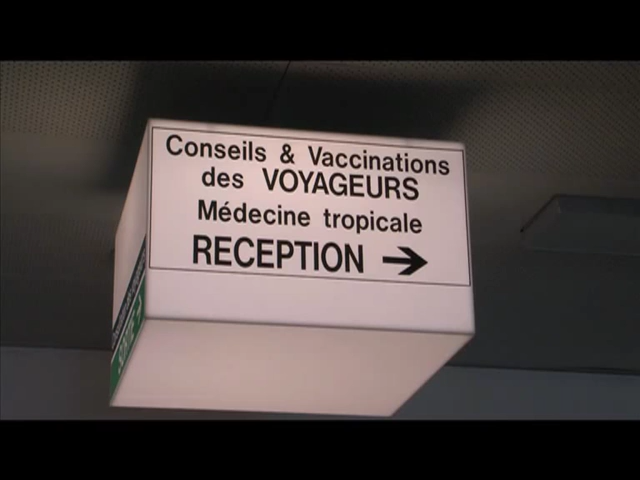 Conseils & Vaccinations
des VOYAGEURS
Médecine tropicale
RECEPTION →